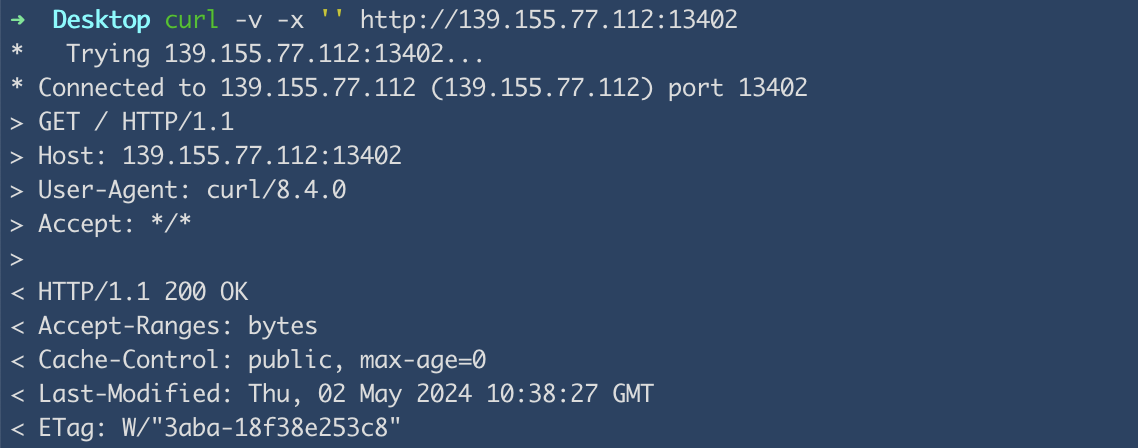 ➜  Desktop curl -v -x '' http://139.155.77.112:13402
*   Trying 139.155.77.112:13402...
* Connected to 139.155.77.112 (139.155.77.112) port 13402
> GET / HTTP/1.1
> Host: 139.155.77.112:13402
> User-Agent: curl/8.4.0
> Accept: */*
>
< HTTP/1.1 200 OK
< Accept-Ranges: bytes
< Cache-Control: public, max-age=0
< Last-Modified: Thu, 02 May 2024 10:38:27 GMT
< ETag: W/"3aba-18f38e253c8"